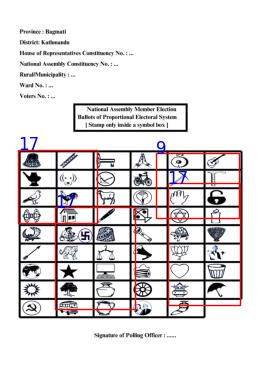 Province : Bagmati
District: Kathmandu
House of Representatives Constituency No. : ...
National Assembly Constituency No. : ...
Rural/Municipality : ...
Ward No. : ...
Voters No. : ...
National Assembly Member Election
Ballots of Proportional Electoral System
[ Stamp only inside a symbol box ]
17
9
17
17
Signature of Polling Officer : ......